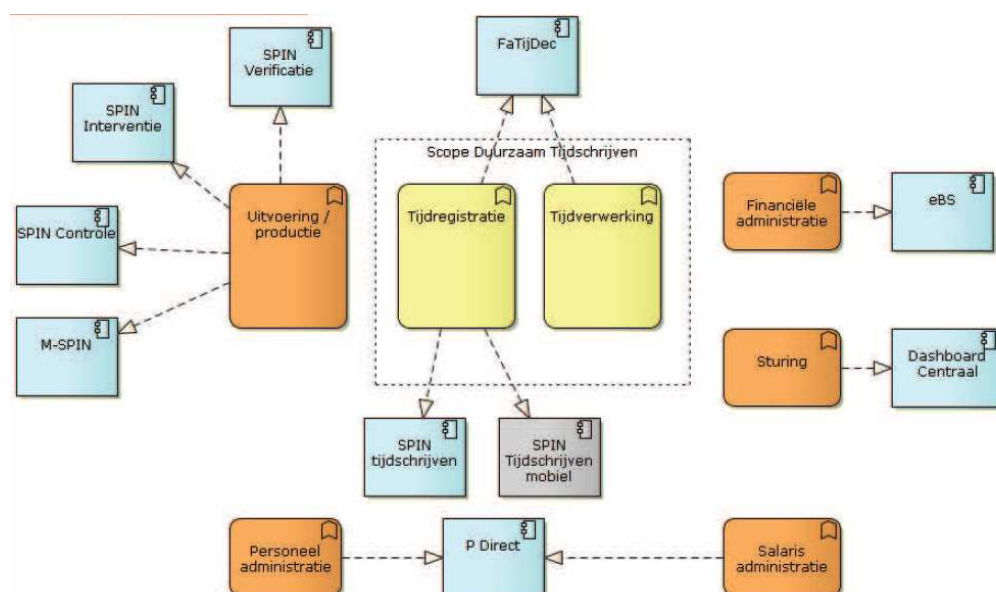 SPIN
Verificatie
FaTijDec
SPIN
Interventie
Scope Duurzaam Tijdschrijven
Uitvoering /
productie
Tijdregistratie
Tijdverwerking
Financiële
administratie
eBS
SPIN Controle
M-SPIN
Sturing
Dashboard
Centraal
SPIN
tijdschrijven
SPIN
Tijdschrijven
mobiel
Personeel
administratie
P Direct
Salaris
administratie